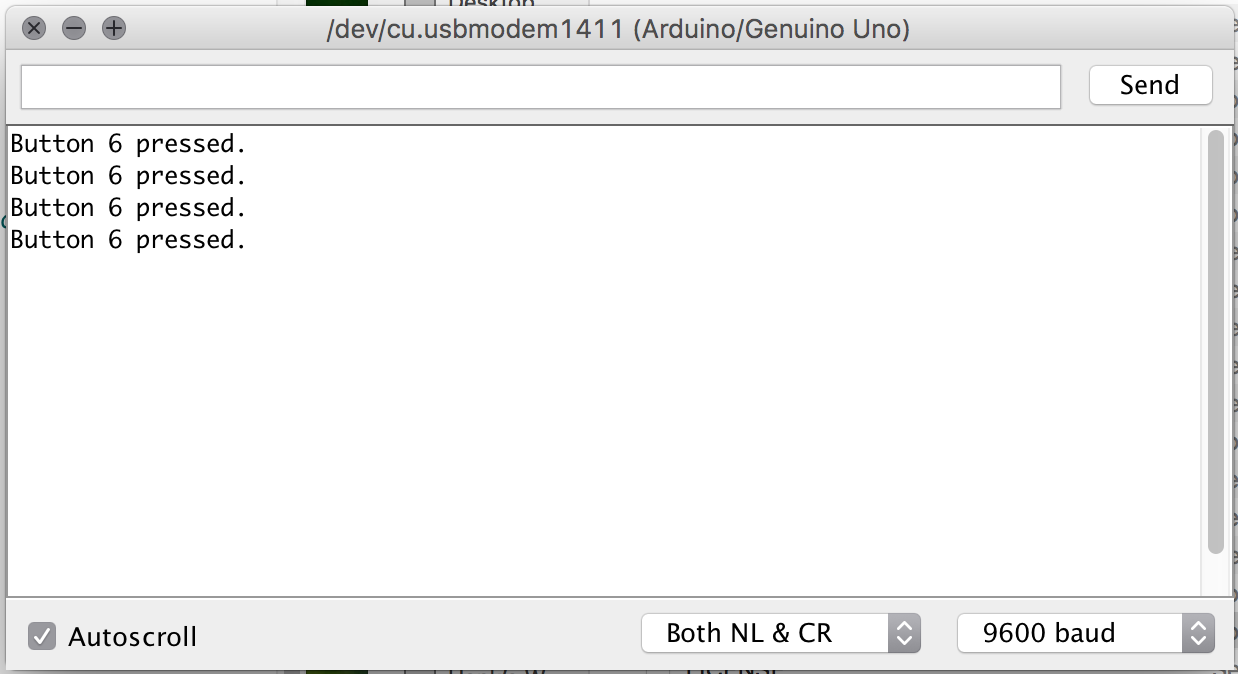 Desktop
/dev/cu.usbmodem1411 (Arduino/Genuino Uno)
Send
Button 6 pressed.
Button 6 pressed.
Button 6 pressed.
Button 6 pressed.
Autoscroll
Both NL & CR
9600 baud